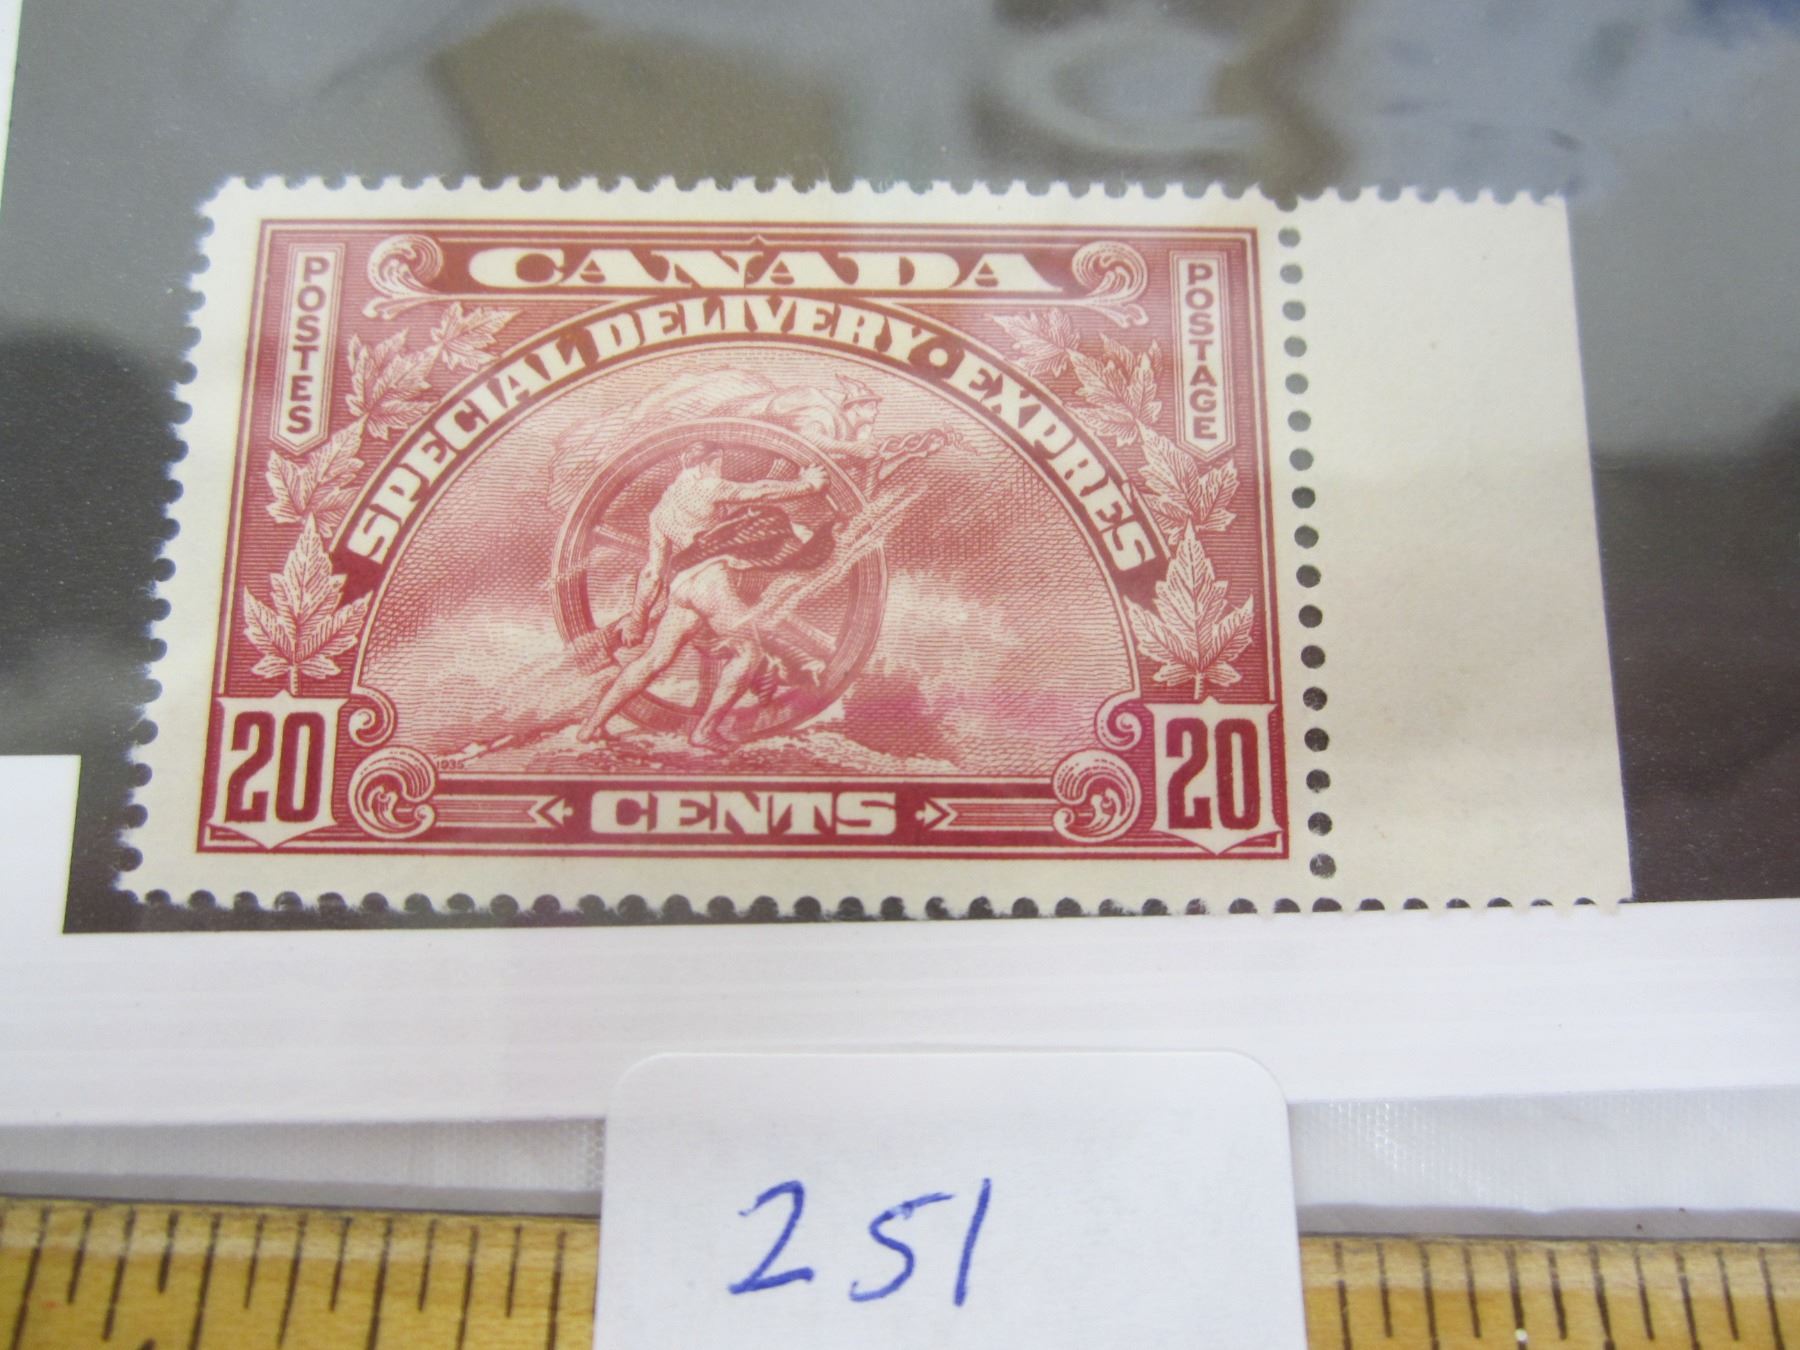 CANADA
POSTES
POSTAGE
SPECIAL DELIVERY · EXPRÈS
1935
20
CENTS
20
251